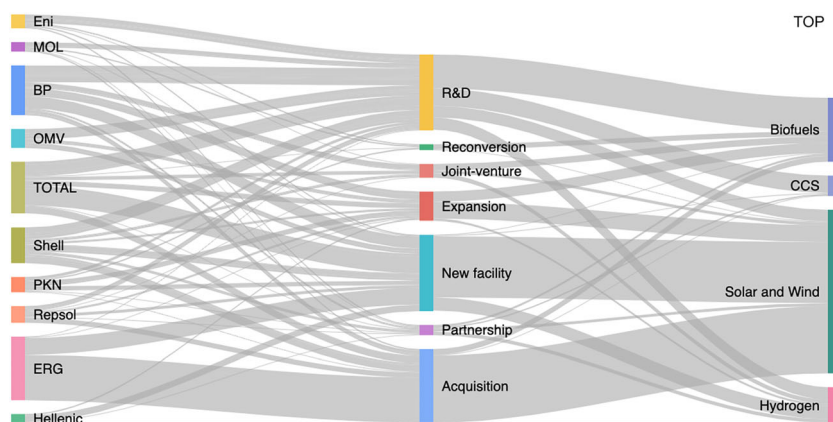 TOP
Eni
MOL
BP
OMV
TOTAL
Shell
PKN
Repsol
ERG
Hellenic
R&D
Reconversion
Joint-venture
Expansion
New facility
Partnership
Acquisition
Biofuels
CCS
Solar and Wind
Hydrogen